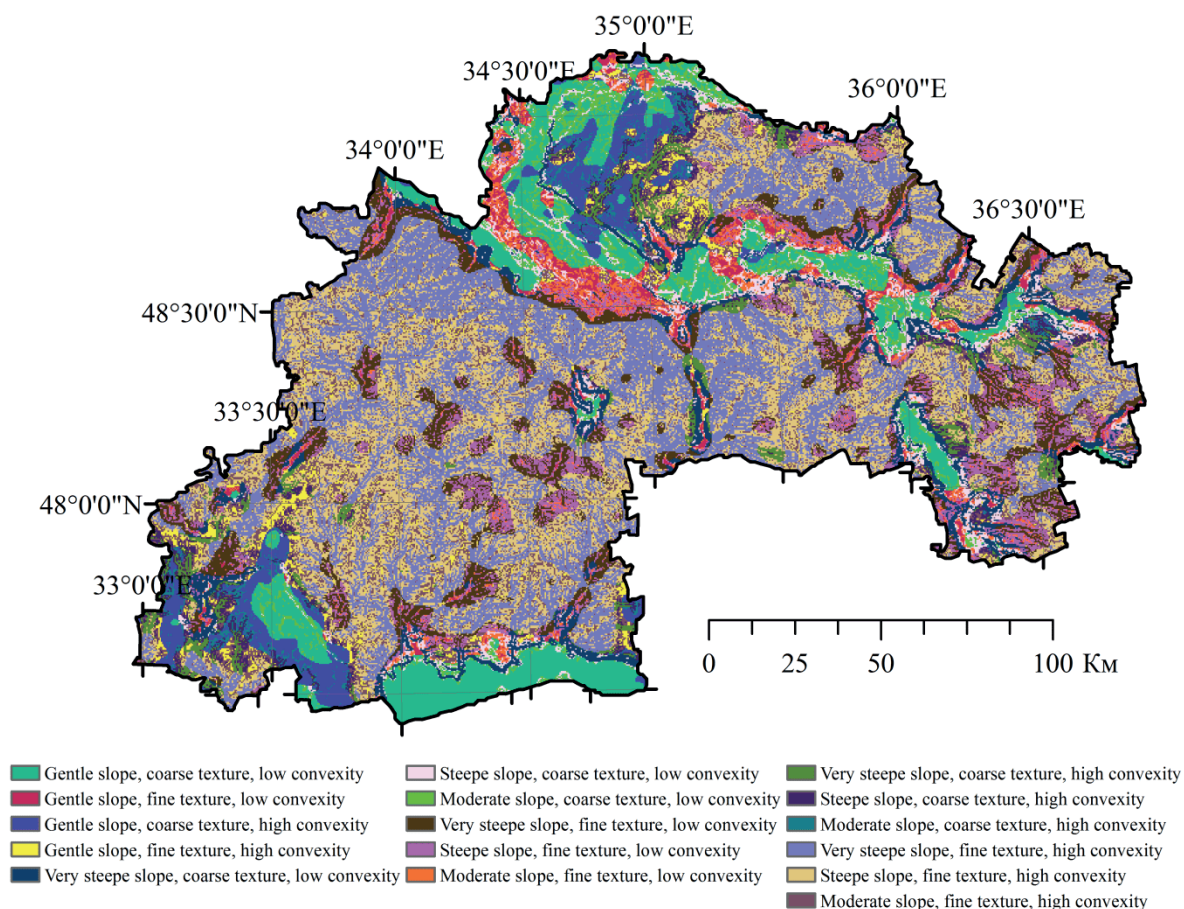 35°0'0"E
34°30'0"E
36°0'0"E
34°0'0"E
36°30'0"E
48°30'0"N
33°30'0"E
48°0'0"N
33°0'0"E
0 25 50 100 Км
Gentle slope, coarse texture, low convexity
Gentle slope, fine texture, low convexity
Gentle slope, coarse texture, high convexity
Gentle slope, fine texture, high convexity
Very steepe slope, coarse texture, low convexity
Steepe slope, coarse texture, low convexity
Moderate slope, coarse texture, low convexity
Very steepe slope, fine texture, low convexity
Steepe slope, fine texture, low convexity
Moderate slope, fine texture, low convexity
Very steepe slope, coarse texture, high convexity
Steepe slope, coarse texture, high convexity
Moderate slope, coarse texture, high convexity
Very steepe slope, fine texture, high convexity
Steepe slope, fine texture, high convexity
Moderate slope, fine texture, high convexity